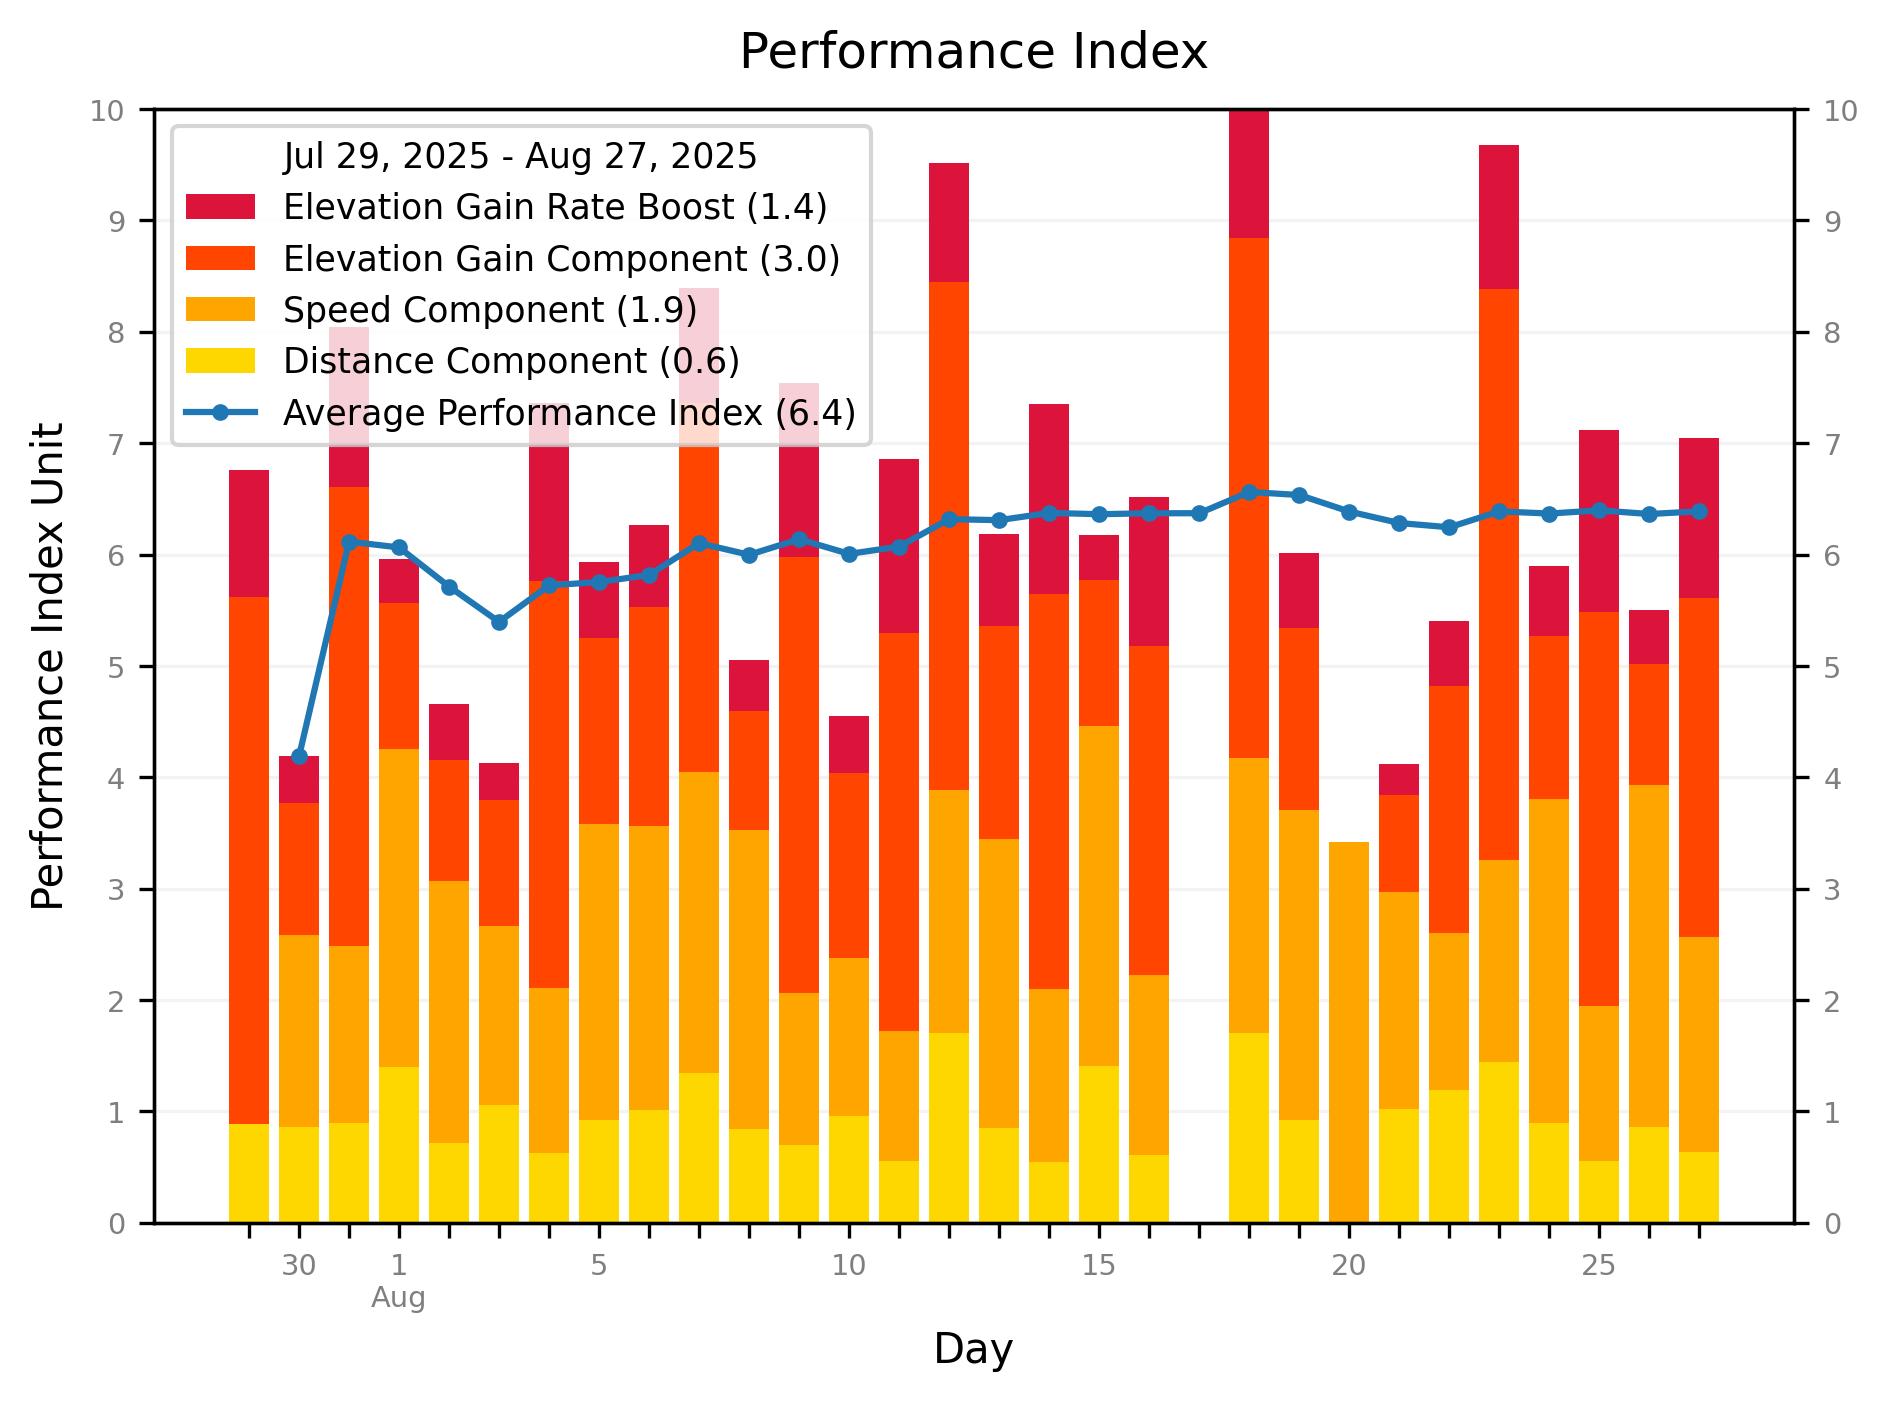 Performance Index
Jul 29, 2025 - Aug 27, 2025
Elevation Gain Rate Boost (1.4)
Elevation Gain Component (3.0)
Speed Component (1.9)
Distance Component (0.6)
Average Performance Index (6.4)
Performance Index Unit
10
9
8
7
6
5
4
3
2
1
0
10
9
8
7
6
5
4
3
2
1
0
30 1 5 10 15 20 25
Aug
Day